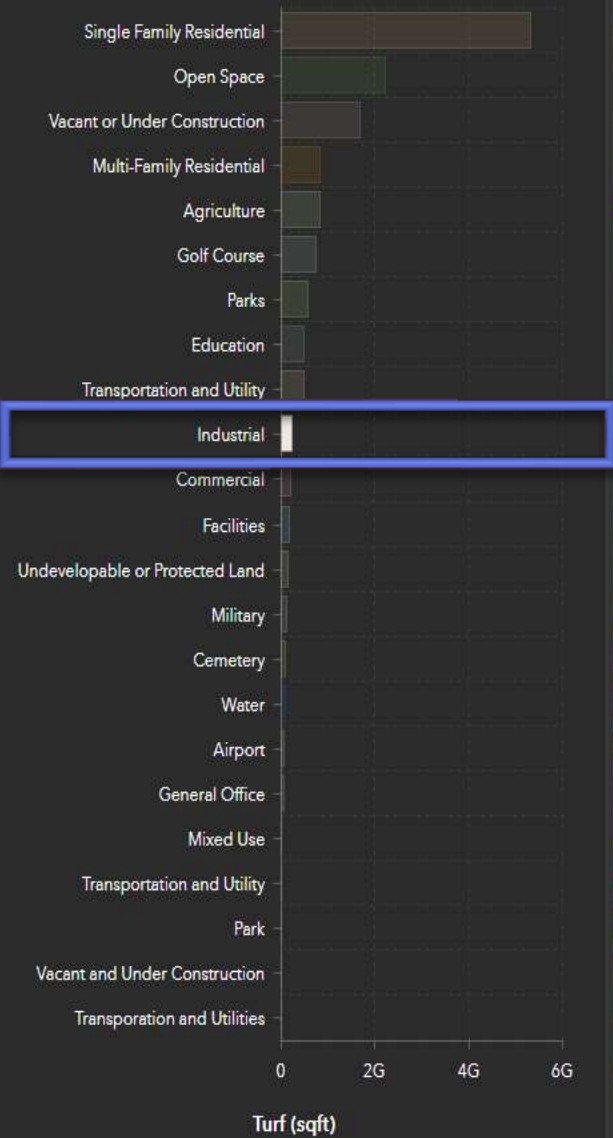 Single Family Residential
Open Space
Vacant or Under Construction
Multi-Family Residential
Agriculture
Golf Course
Parks
Education
Transportation and Utility
Industrial
Commercial
Facilities
Undevelopable or Protected Land
Military
Cemetery
Water
Airport
General Office
Mixed Use
Transportation and Utility
Park
Vacant and Under Construction
Transporation and Utilities
0 2G 4G 6G
Turf (sqft)